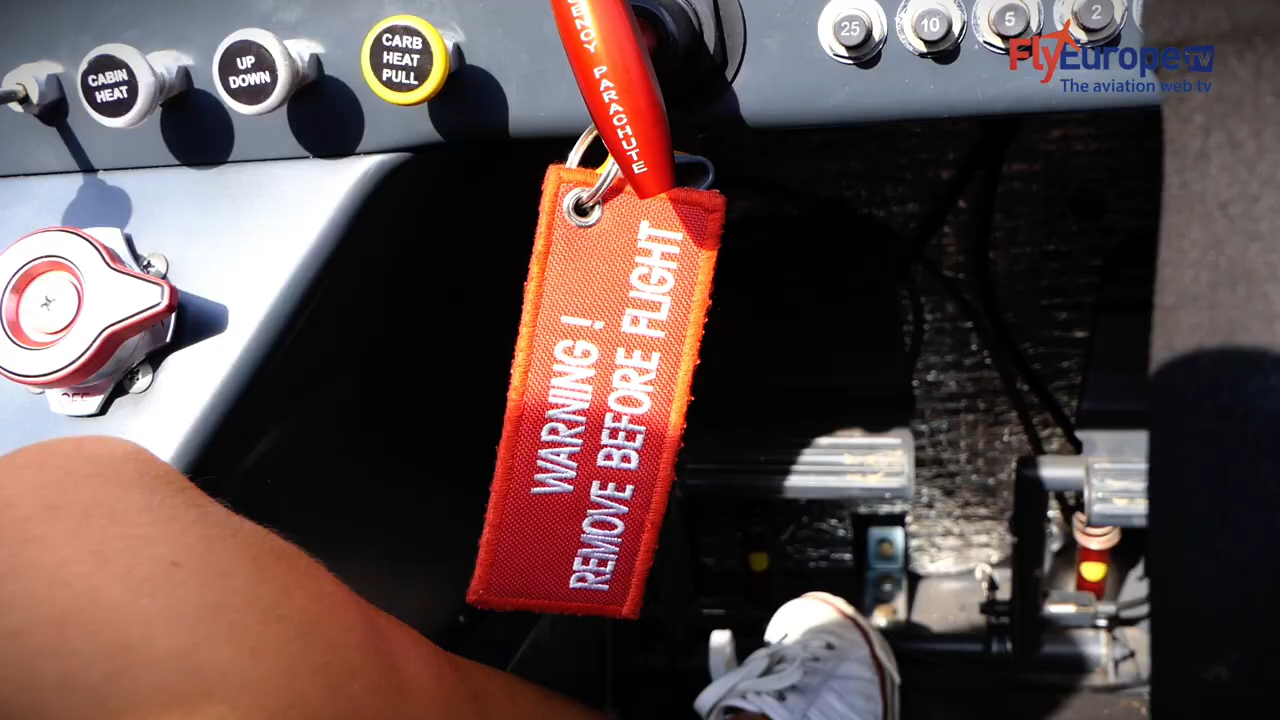 CABIN
HEAT
UP
DOWN
CARB
HEAT
PULL
PARACHUTE
25
10
5
2
FlyEurope TV
The aviation web tv
WARNING !
REMOVE BEFORE FLIGHT
OFF